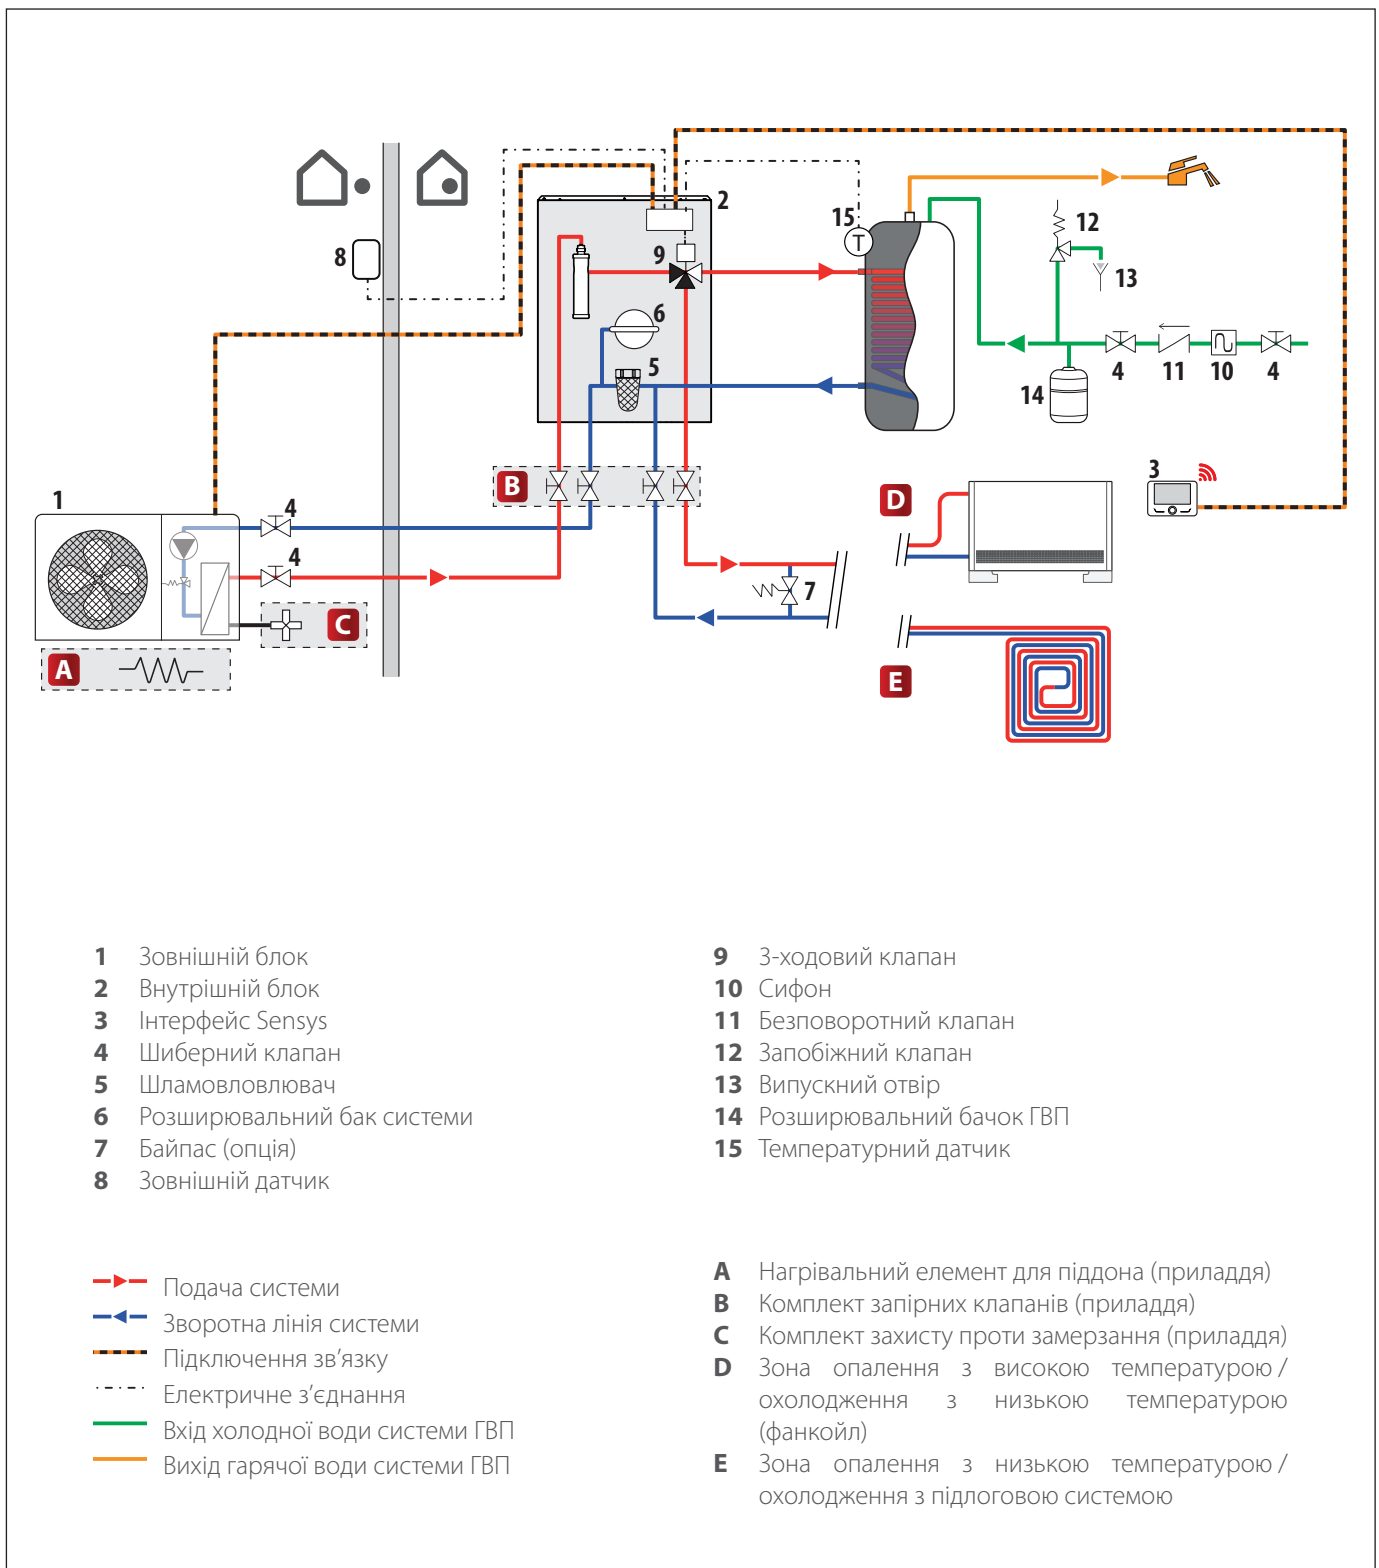 2
12
15
13
9
8
6
5
4
11
10
4
14
3
B
D
1
4
4
7
C
A
E
T
1 Зовнішній блок
2 Внутрішній блок
3 Інтерфейс Sensys
4 Шиберний клапан
5 Шламовловлювач
6 Розширювальний бак системи
7 Байпас (опція)
8 Зовнішній датчик
9 3-ходовий клапан
10 Сифон
11 Безповоротний клапан
12 Запобіжний клапан
13 Випускний отвір
14 Розширювальний бачок ГВП
15 Температурний датчик
Подача системи
Зворотна лінія системи
Підключення зв’язку
Електричне з’єднання
Вхід холодної води системи ГВП
Вихід гарячої води системи ГВП
A Нагрівальний елемент для піддона (приладдя)
B Комплект запірних клапанів (приладдя)
C Комплект захисту проти замерзання (приладдя)
D Зона опалення з високою температурою /
охолодження з низькою температурою
(фанкойл)
E Зона опалення з низькою температурою /
охолодження з підлоговою системою